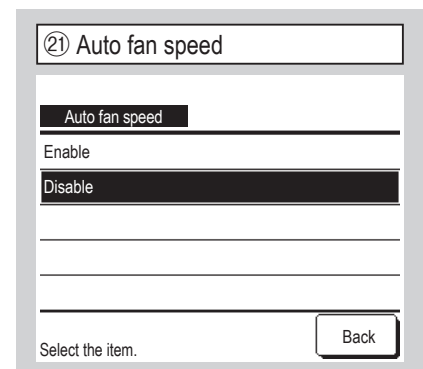 ㉑ Auto fan speed
Auto fan speed
Enable
Disable
Select the item.
Back